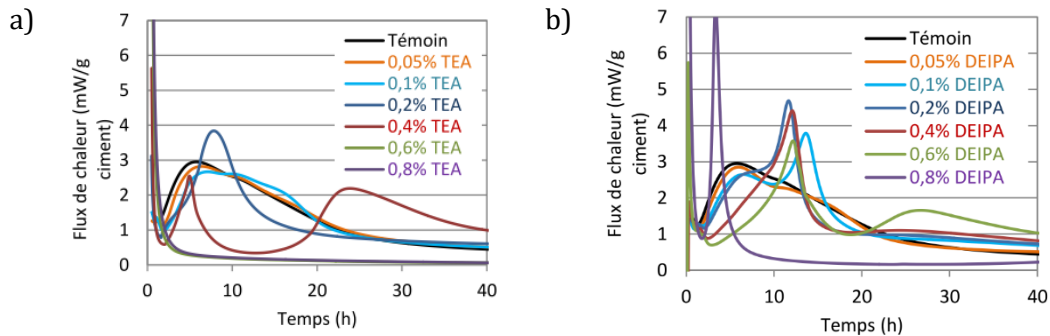 a)
Flux de chaleur (mW/g
ciment)
7
6
5
4
3
2
1
0
Témoin
0,05% TEA
0,1% TEA
0,2% TEA
0,4% TEA
0,6% TEA
0,8% TEA
0
10
20
30
40
Temps (h)
b)
Flux de chaleur (mW/g
ciment)
7
6
5
4
3
2
1
0
Témoin
0,05% DEIPA
0,1% DEIPA
0,2% DEIPA
0,4% DEIPA
0,6% DEIPA
0,8% DEIPA
0
10
20
30
40
Temps (h)